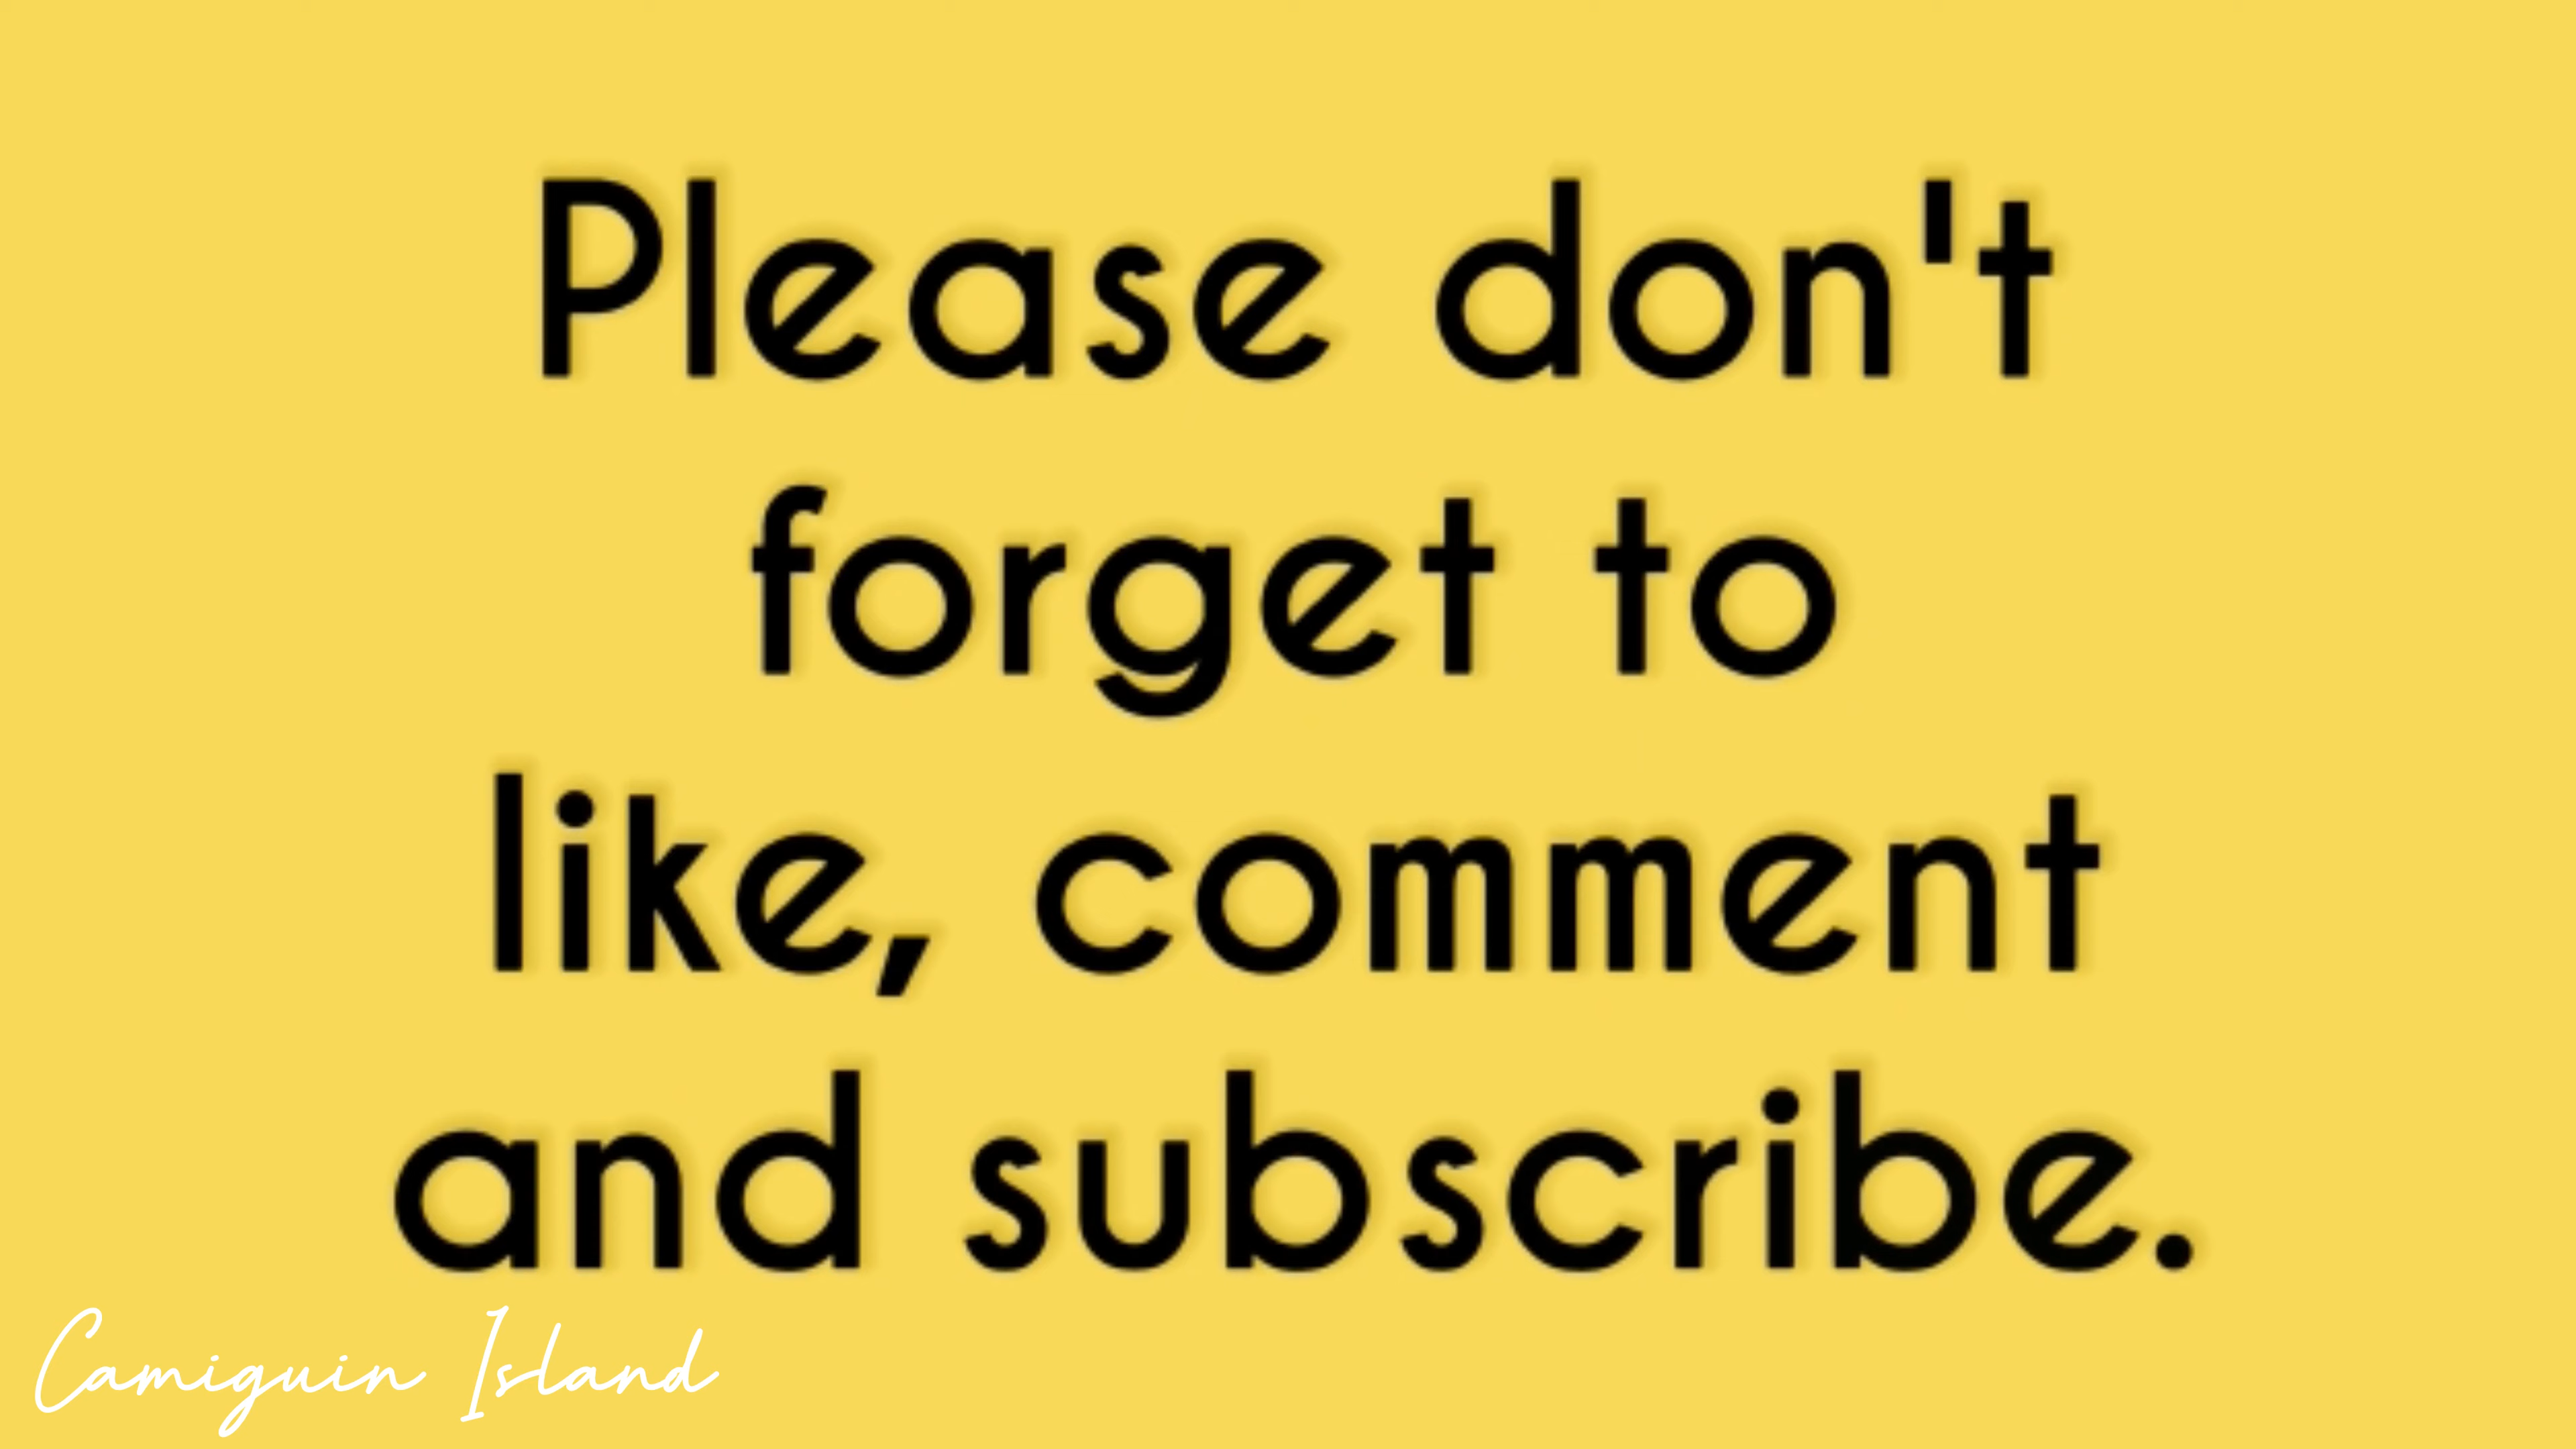 Please don't
forget to
like, comment
and subscribe.
Camiguin Island